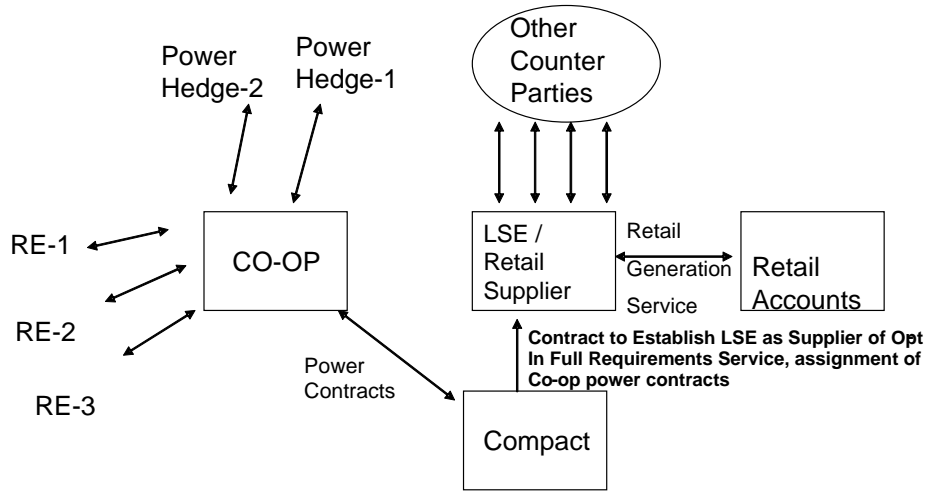 Power
Hedge-2
Power
Hedge-1
Other
Counter
Parties
RE-1
RE-2
RE-3
CO-OP
LSE /
Retail
Supplier
Retail
Generation
Service
Retail
Accounts
Power
Contracts
Contract to Establish LSE as Supplier of Opt-
In Full Requirements Service, assignment of
Co-op power contracts
Compact